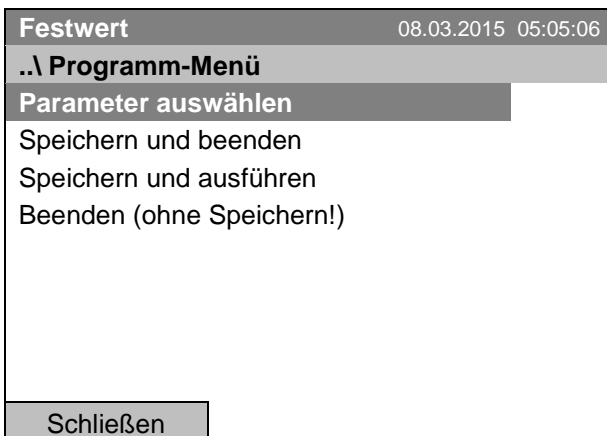 Festwert 08.03.2015 05:05:06
..\ Programm-Menü
Parameter auswählen
Speichern und beenden
Speichern und ausführen
Beenden (ohne Speichern!)
Schließen